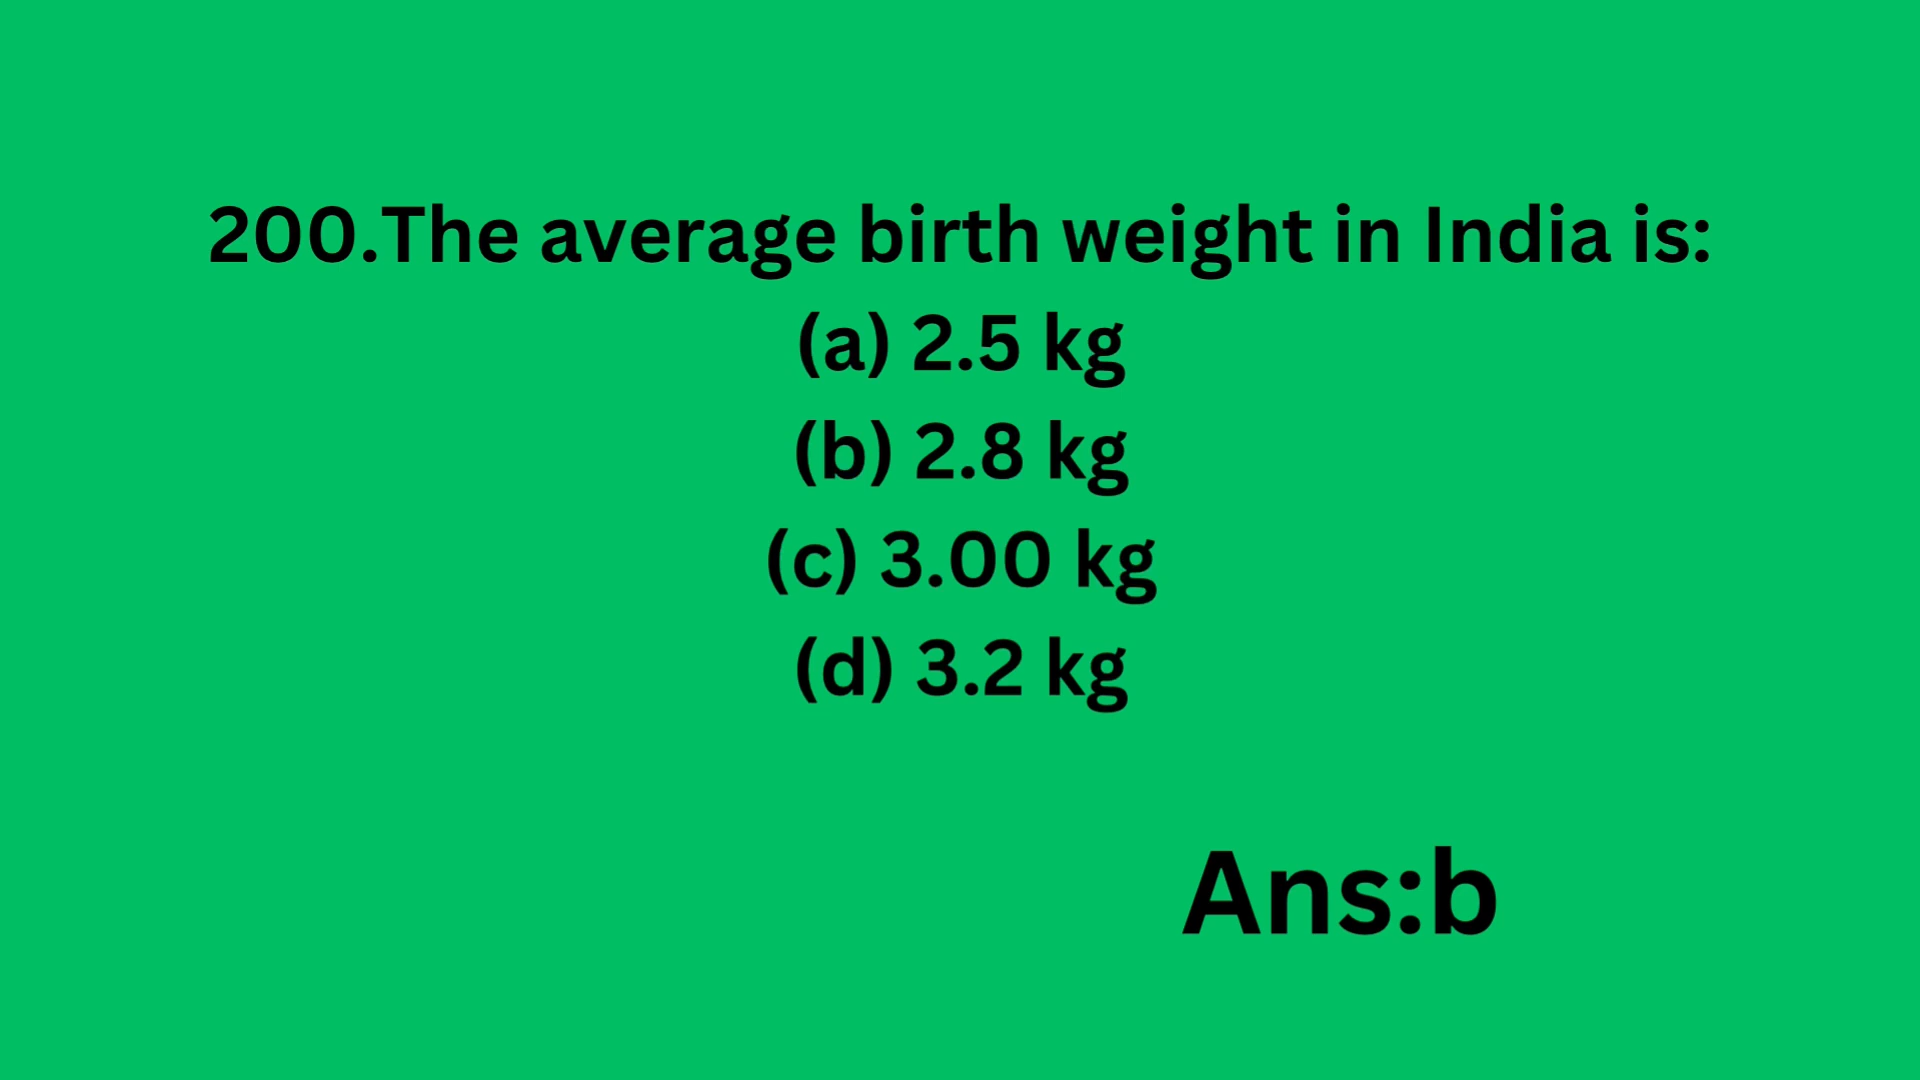 200.The average birth weight in India is:
(a) 2.5 kg
(b) 2.8 kg
(c) 3.00 kg
(d) 3.2 kg
Ans:b